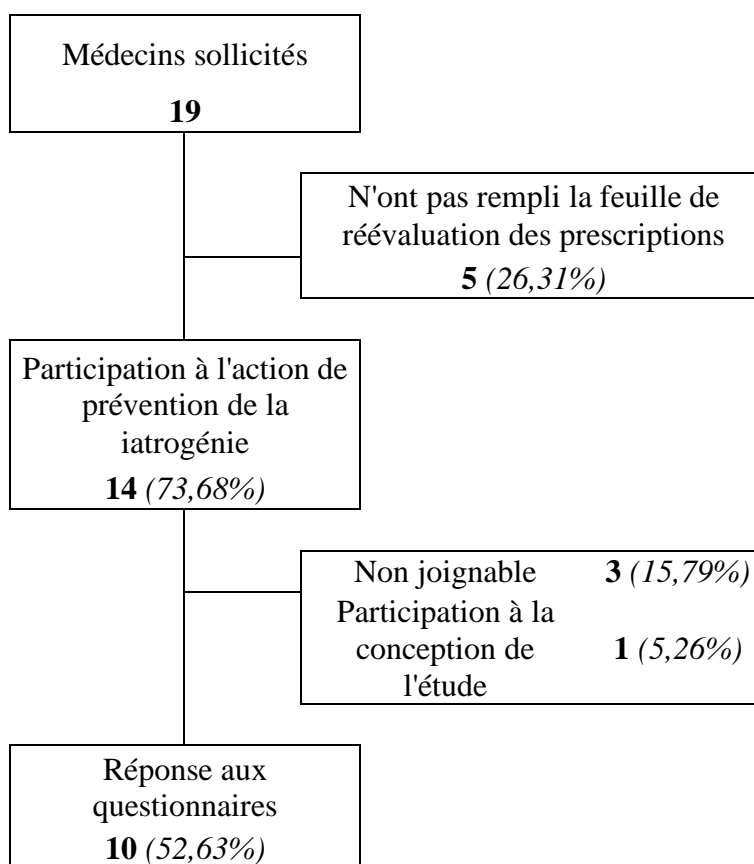 Médecins sollicités
19
N'ont pas rempli la feuille de
réévaluation des prescriptions
5 (26,31%)
Participation à l'action de
prévention de la
iatrogénie
14 (73,68%)
Non joignable 3 (15,79%)
Participation à la
conception de 1 (5,26%)
l'étude
Réponse aux
questionnaires
10 (52,63%)